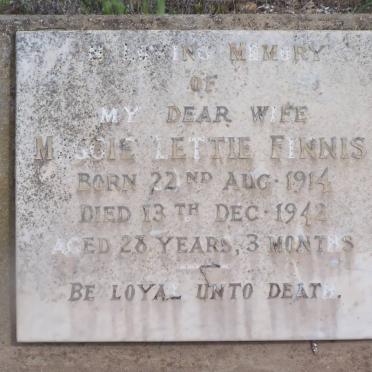 IN LOVING MEMORY
OF
MY DEAR WIFE
LETTIE FINNIS
BORN 22ND AUG. 1914
DIED 13TH DEC. 1942
AGED 28 YEARS, 3 MONTHS
BE LOYAL UNTO DEATH.